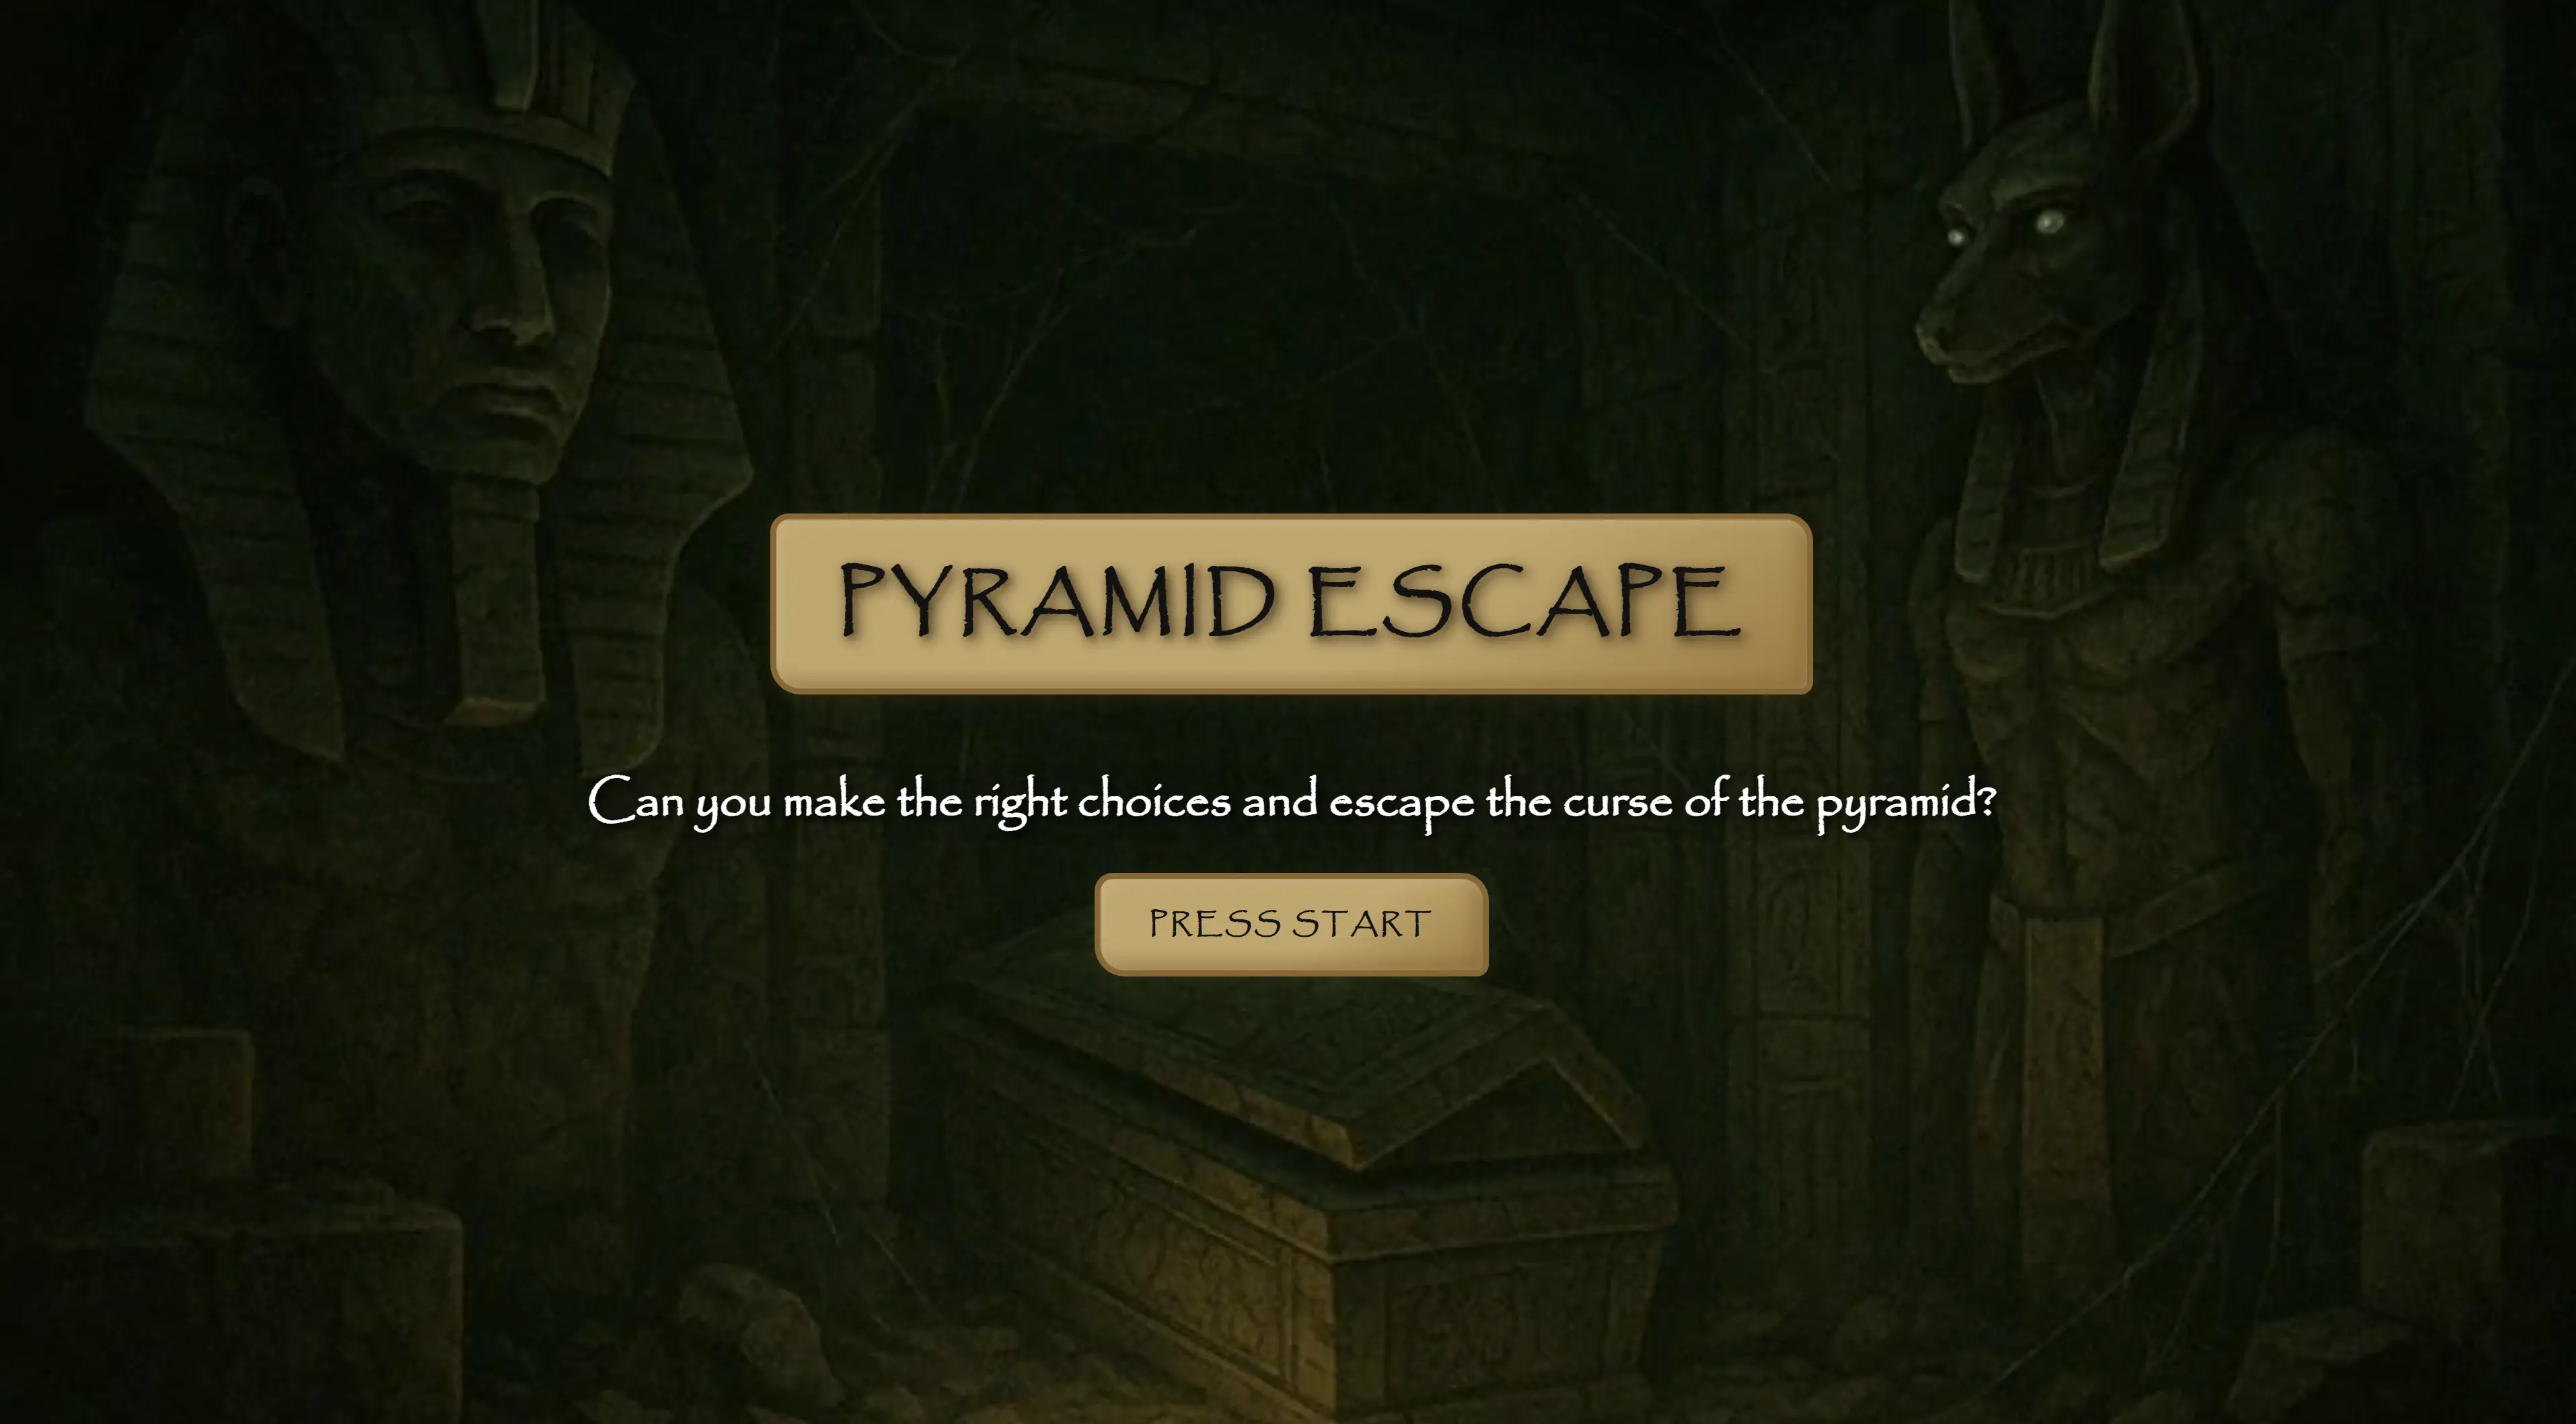 PYRAMID ESCAPE
Can you make the right choices and escape the curse of the pyramid?
PRESS START